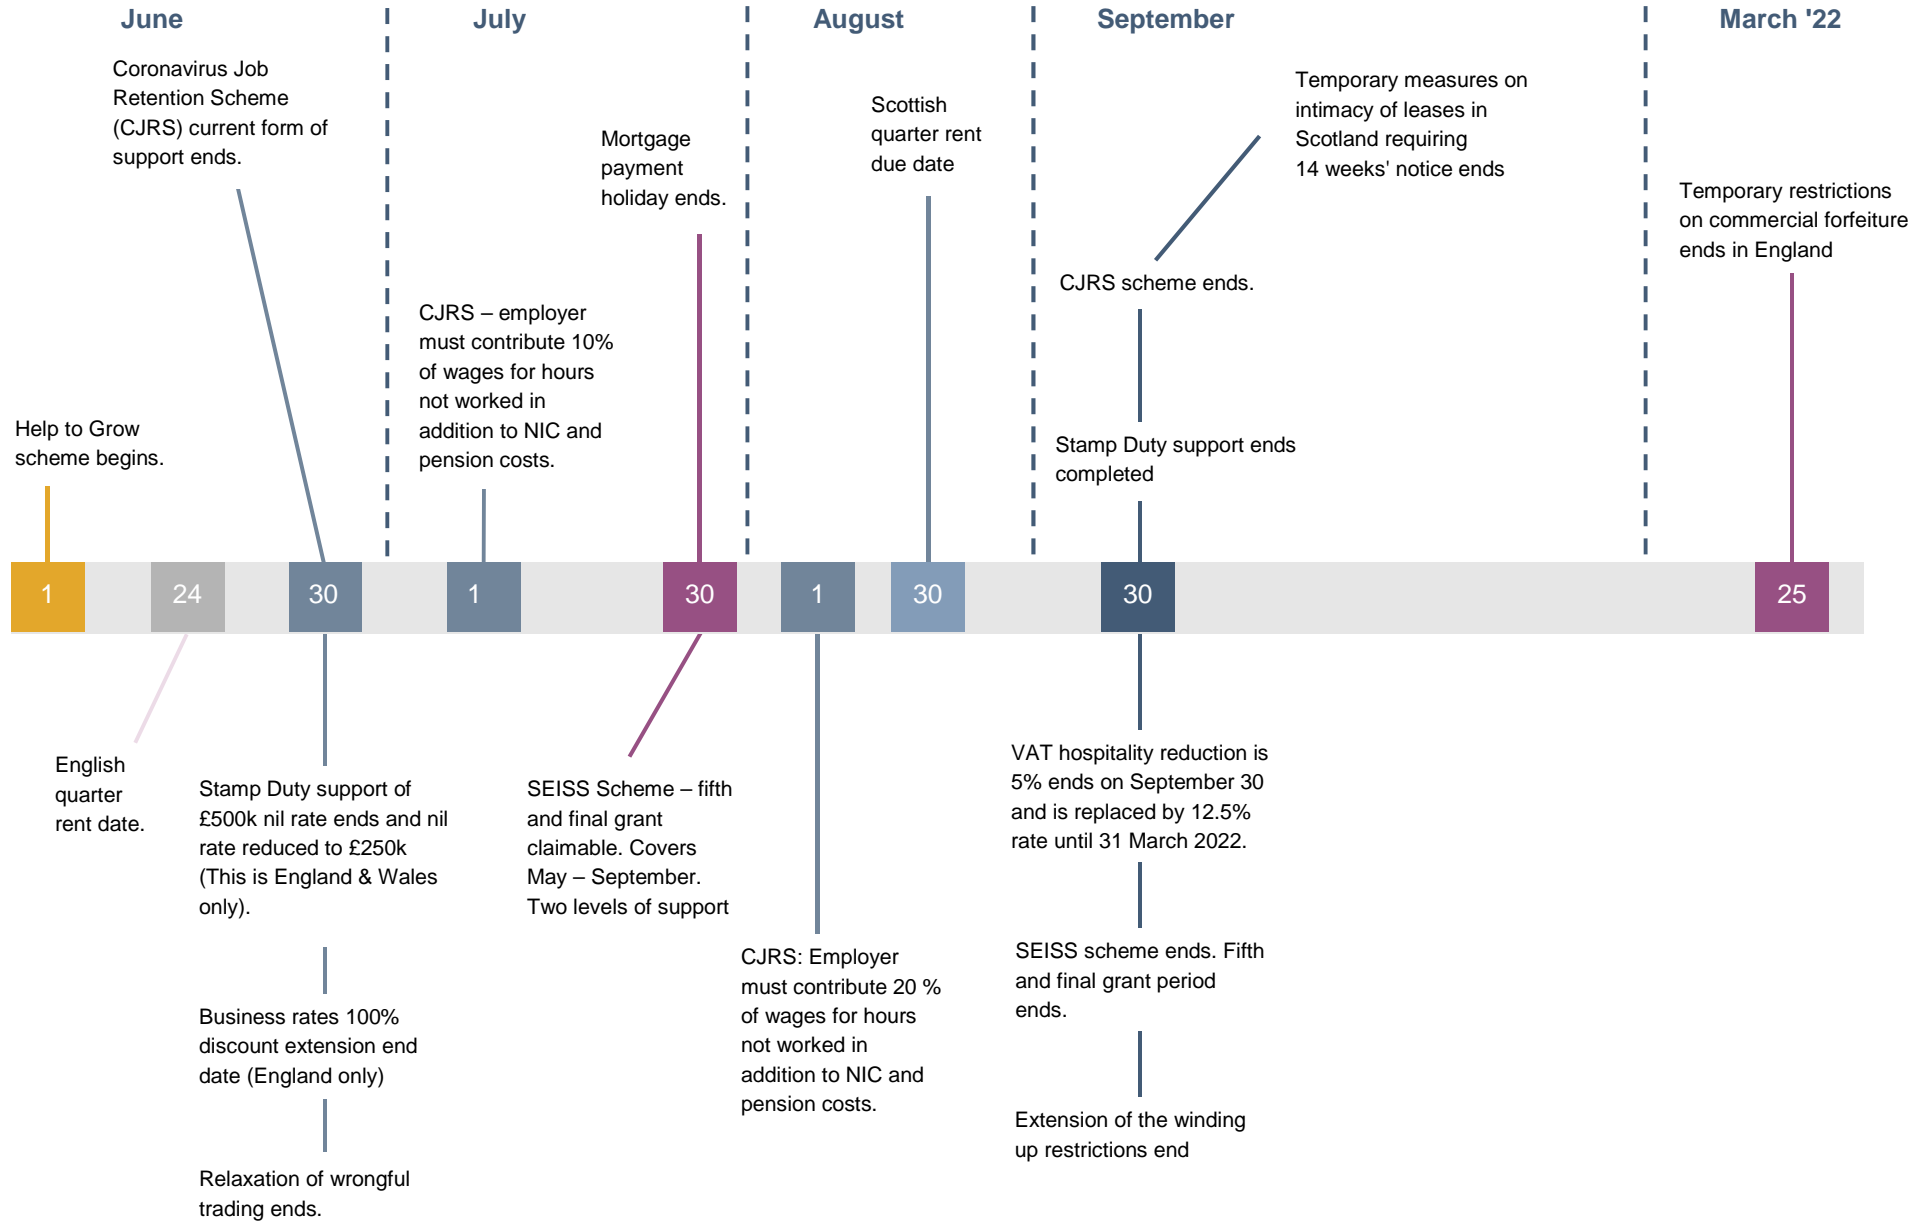 June
July
August
September
March '22
Coronavirus Job
Retention Scheme
(CJRS) current form of
support ends.
Mortgage
payment
holiday ends.
Scottish
quarter rent
due date
Temporary measures on
intimacy of leases in
Scotland requiring
14 weeks' notice ends
Temporary restrictions
on commercial forfeiture
ends in England
CJRS scheme ends.
CJRS – employer
must contribute 10%
of wages for hours
not worked in
addition to NIC and
pension costs.
Help to Grow
scheme begins.
Stamp Duty support ends
completed
1
24
30
1
30
1
30
30
25
English
quarter
rent date.
Stamp Duty support of
£500k nil rate ends and nil
rate reduced to £250k
(This is England & Wales
only).
SEISS Scheme – fifth
and final grant
claimable. Covers
May – September.
Two levels of support
VAT hospitality reduction is
5% ends on September 30
and is replaced by 12.5%
rate until 31 March 2022.
CJRS: Employer
must contribute 20 %
of wages for hours
not worked in
addition to NIC and
pension costs.
SEISS scheme ends. Fifth
and final grant period
ends.
Business rates 100%
discount extension end
date (England only)
Extension of the winding
up restrictions end
Relaxation of wrongful
trading ends.